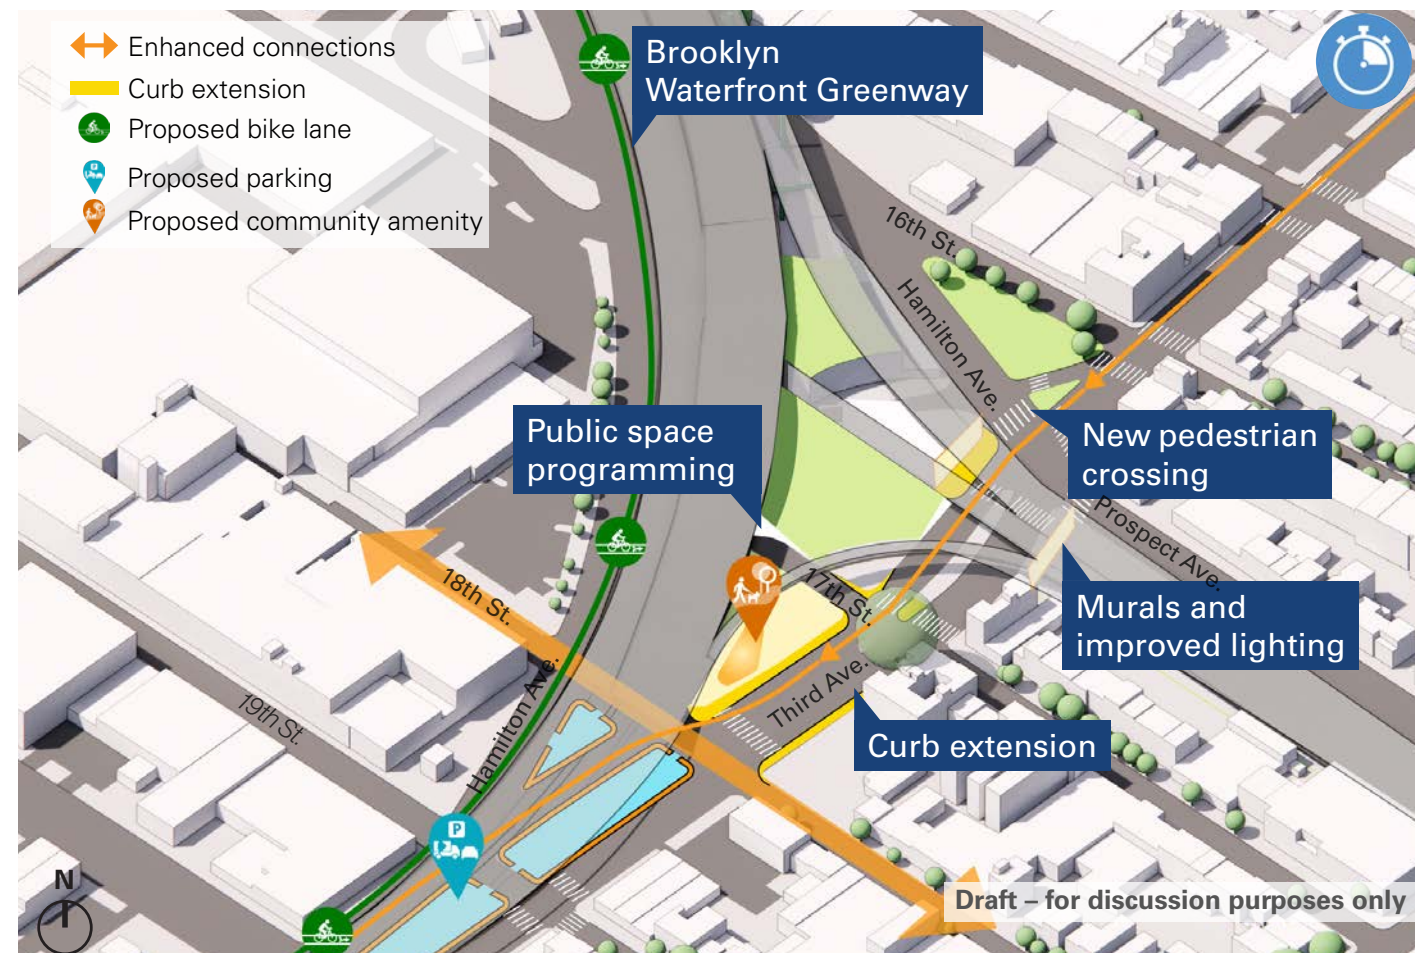 Enhanced connections
Curb extension
Proposed bike lane
P
Proposed parking
Proposed community amenity
Brooklyn
Waterfront Greenway
16th St.
Hamilton Ave.
Public space
programming
New pedestrian
crossing
Prospect Ave.
18th St.
17th St.
Murals and
improved lighting
Hamilton Ave.
19th St.
Third Ave.
Curb extension
P
N
Draft – for discussion purposes only